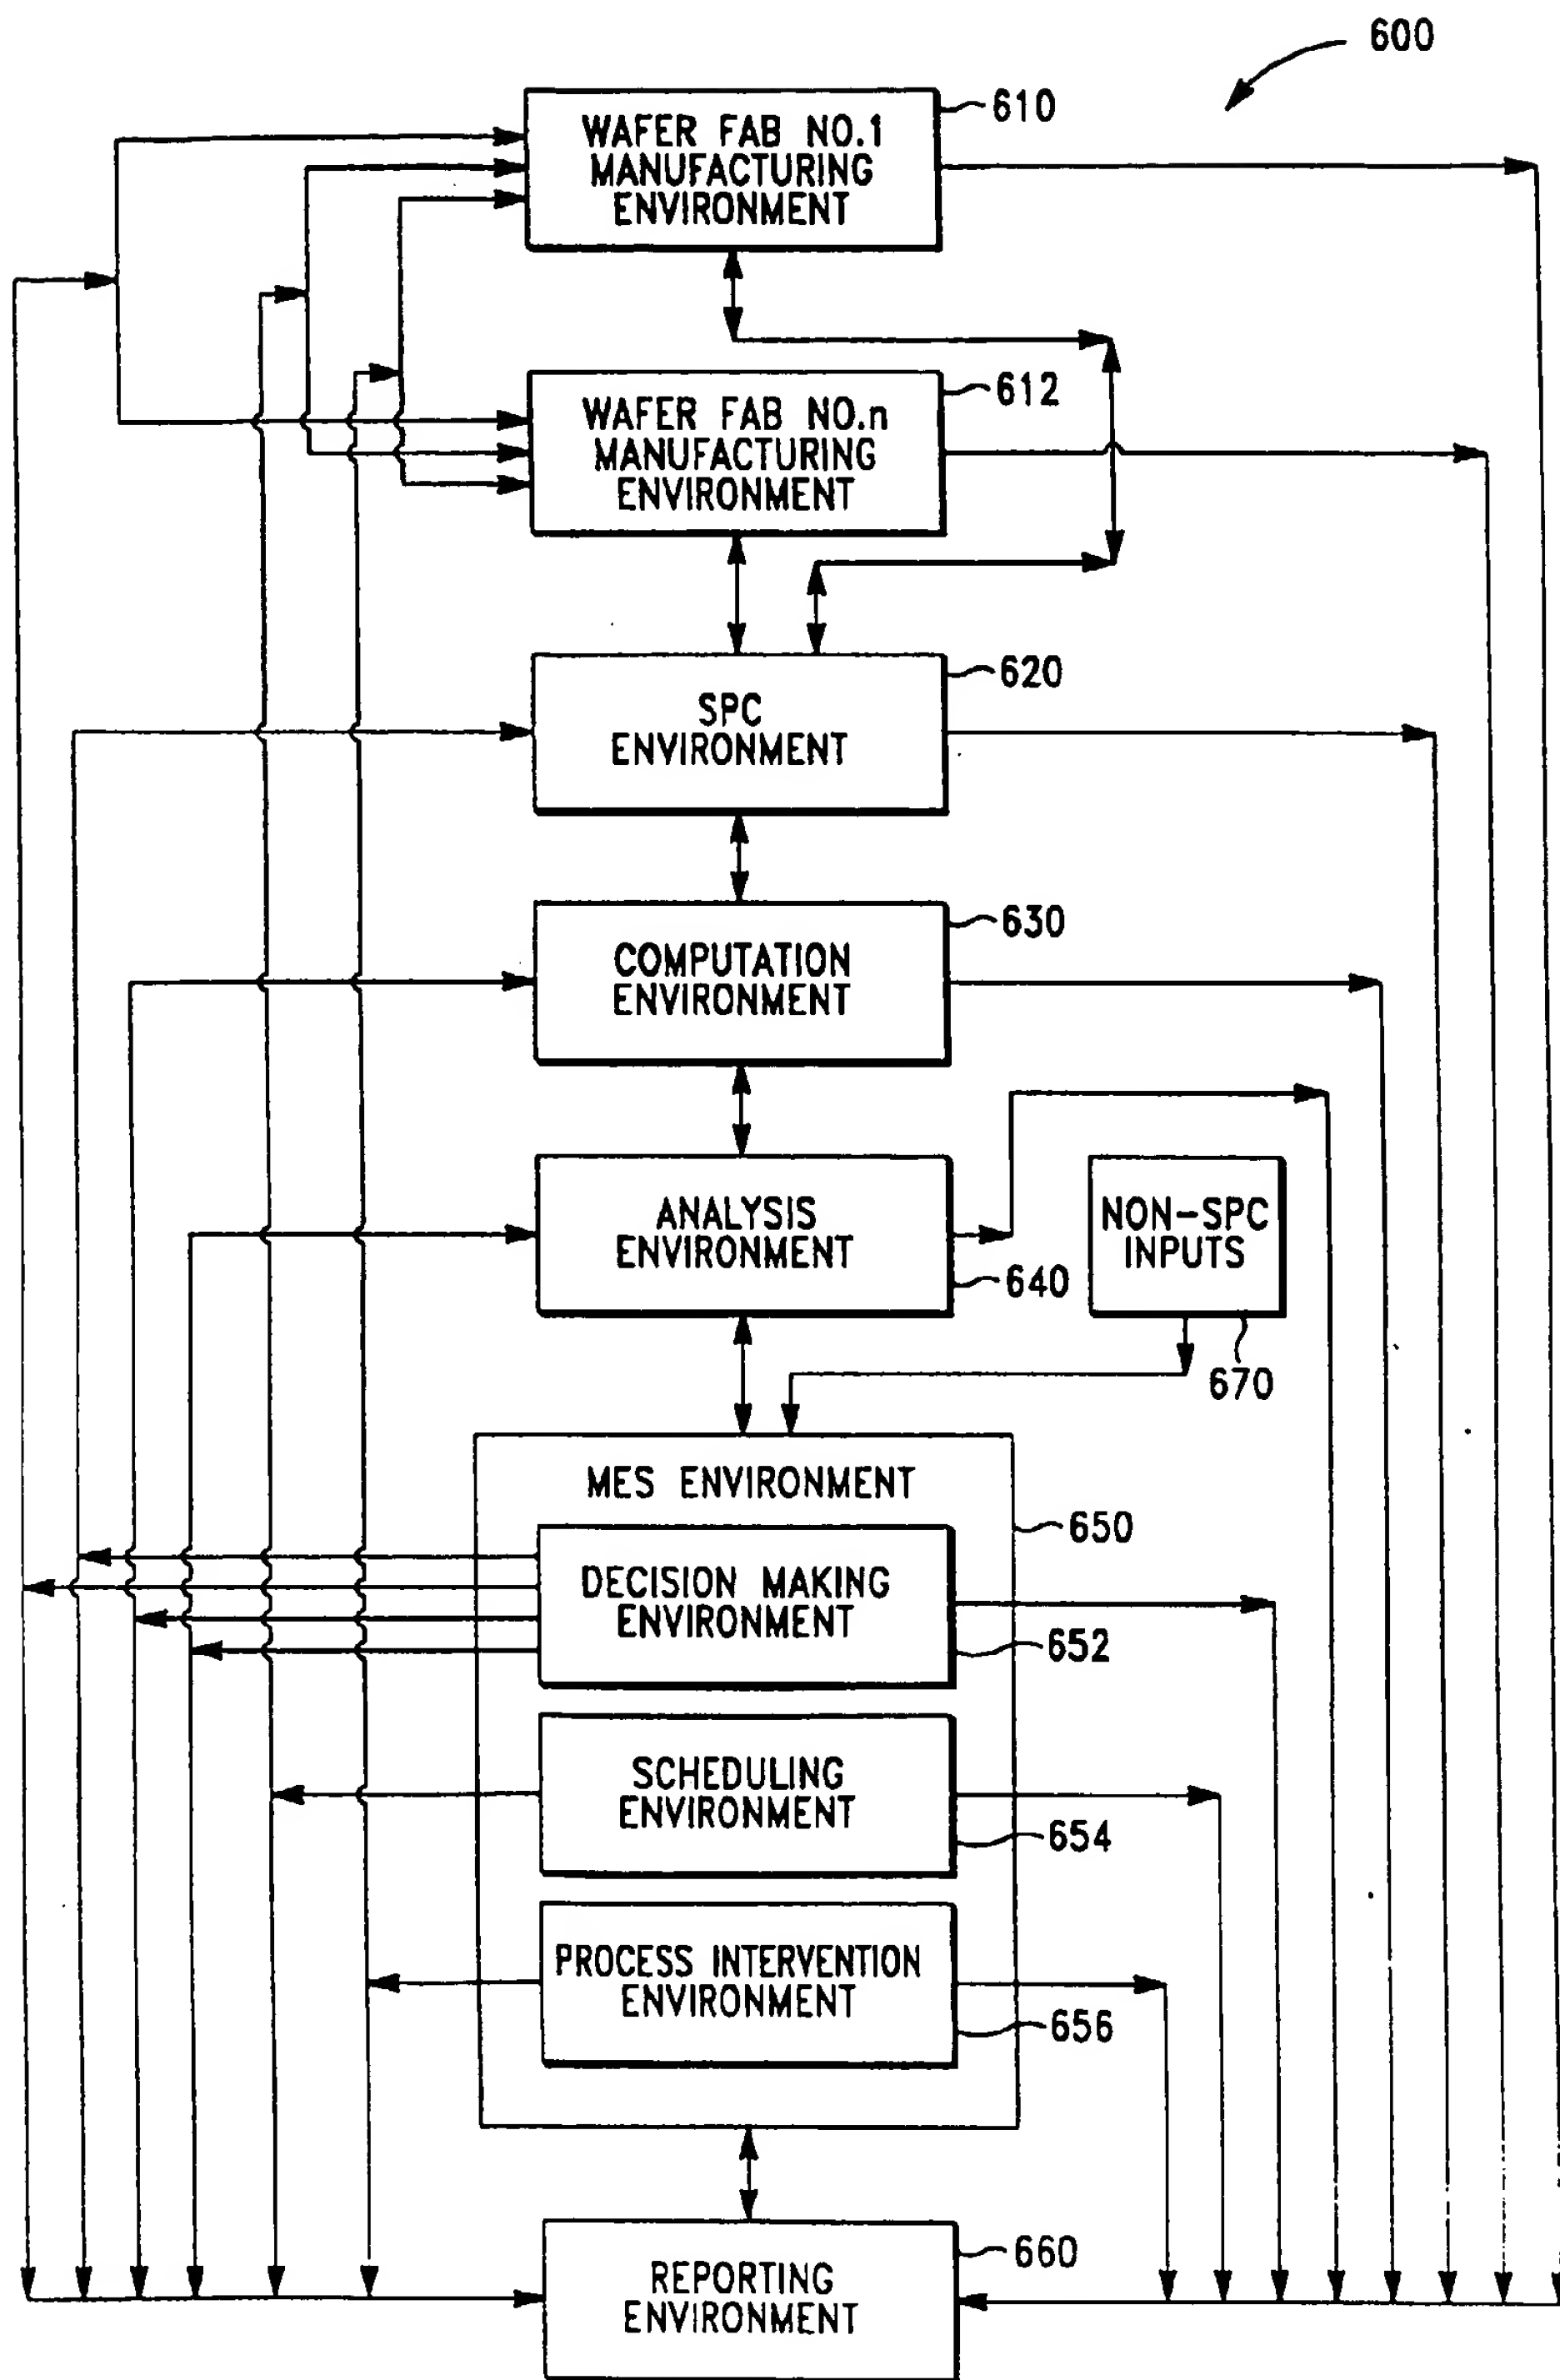 600
WAFER FAB NO.1
MANUFACTURING
ENVIRONMENT
610
WAFER FAB NO.n
MANUFACTURING
ENVIRONMENT
612
SPC
ENVIRONMENT
620
COMPUTATION
ENVIRONMENT
630
ANALYSIS
ENVIRONMENT
640
NON-SPC
INPUTS
670
MES ENVIRONMENT
650
DECISION MAKING
ENVIRONMENT
652
SCHEDULING
ENVIRONMENT
654
PROCESS INTERVENTION
ENVIRONMENT
656
REPORTING
ENVIRONMENT
660